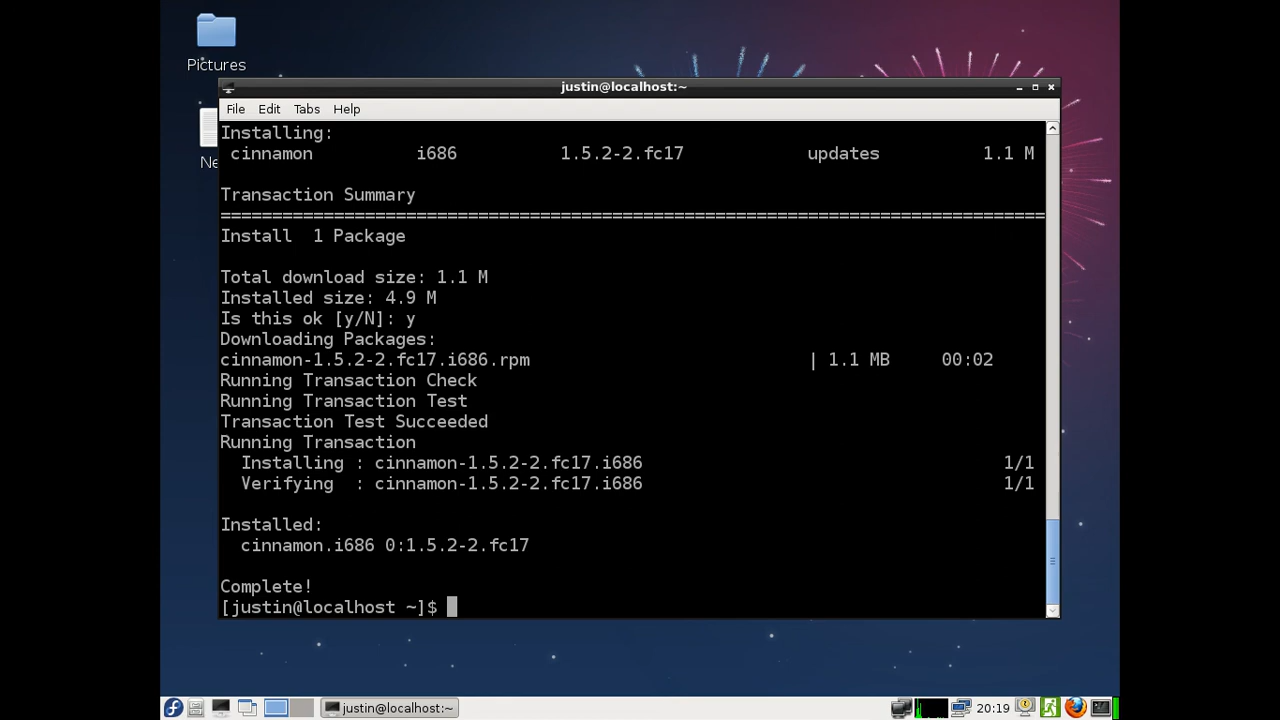 Pictures
Ne
justin@localhost:~
File Edit Tabs Help
Installing:
cinnamon i686 1.5.2-2.fc17 updates 1.1 M
Transaction Summary
================================================================================
Install 1 Package
Total download size: 1.1 M
Installed size: 4.9 M
Is this ok [y/N]: y
Downloading Packages:
cinnamon-1.5.2-2.fc17.i686.rpm | 1.1 MB 00:02
Running Transaction Check
Running Transaction Test
Transaction Test Succeeded
Running Transaction
Installing : cinnamon-1.5.2-2.fc17.i686 1/1
Verifying : cinnamon-1.5.2-2.fc17.i686 1/1
Installed:
cinnamon.i686 0:1.5.2-2.fc17
Complete!
[justin@localhost ~]$
justin@localhost:~ 20:19